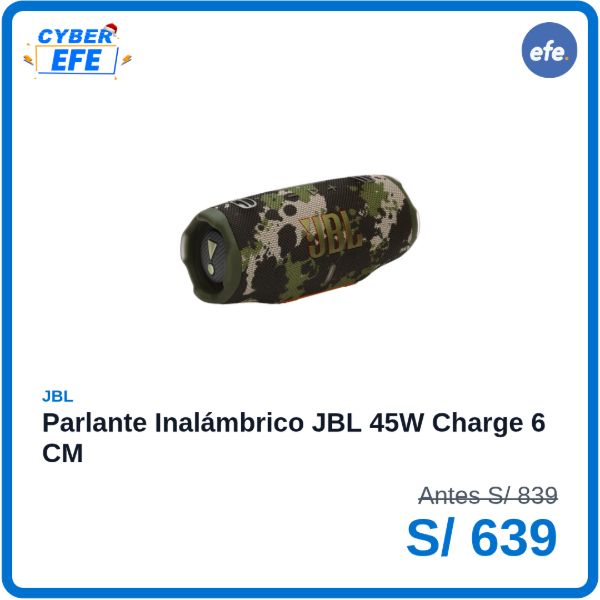 CYBER
EFE
efe.
JBL
JBL
Parlante Inalámbrico JBL 45W Charge 6
CM
Antes S/ 839
S/ 639